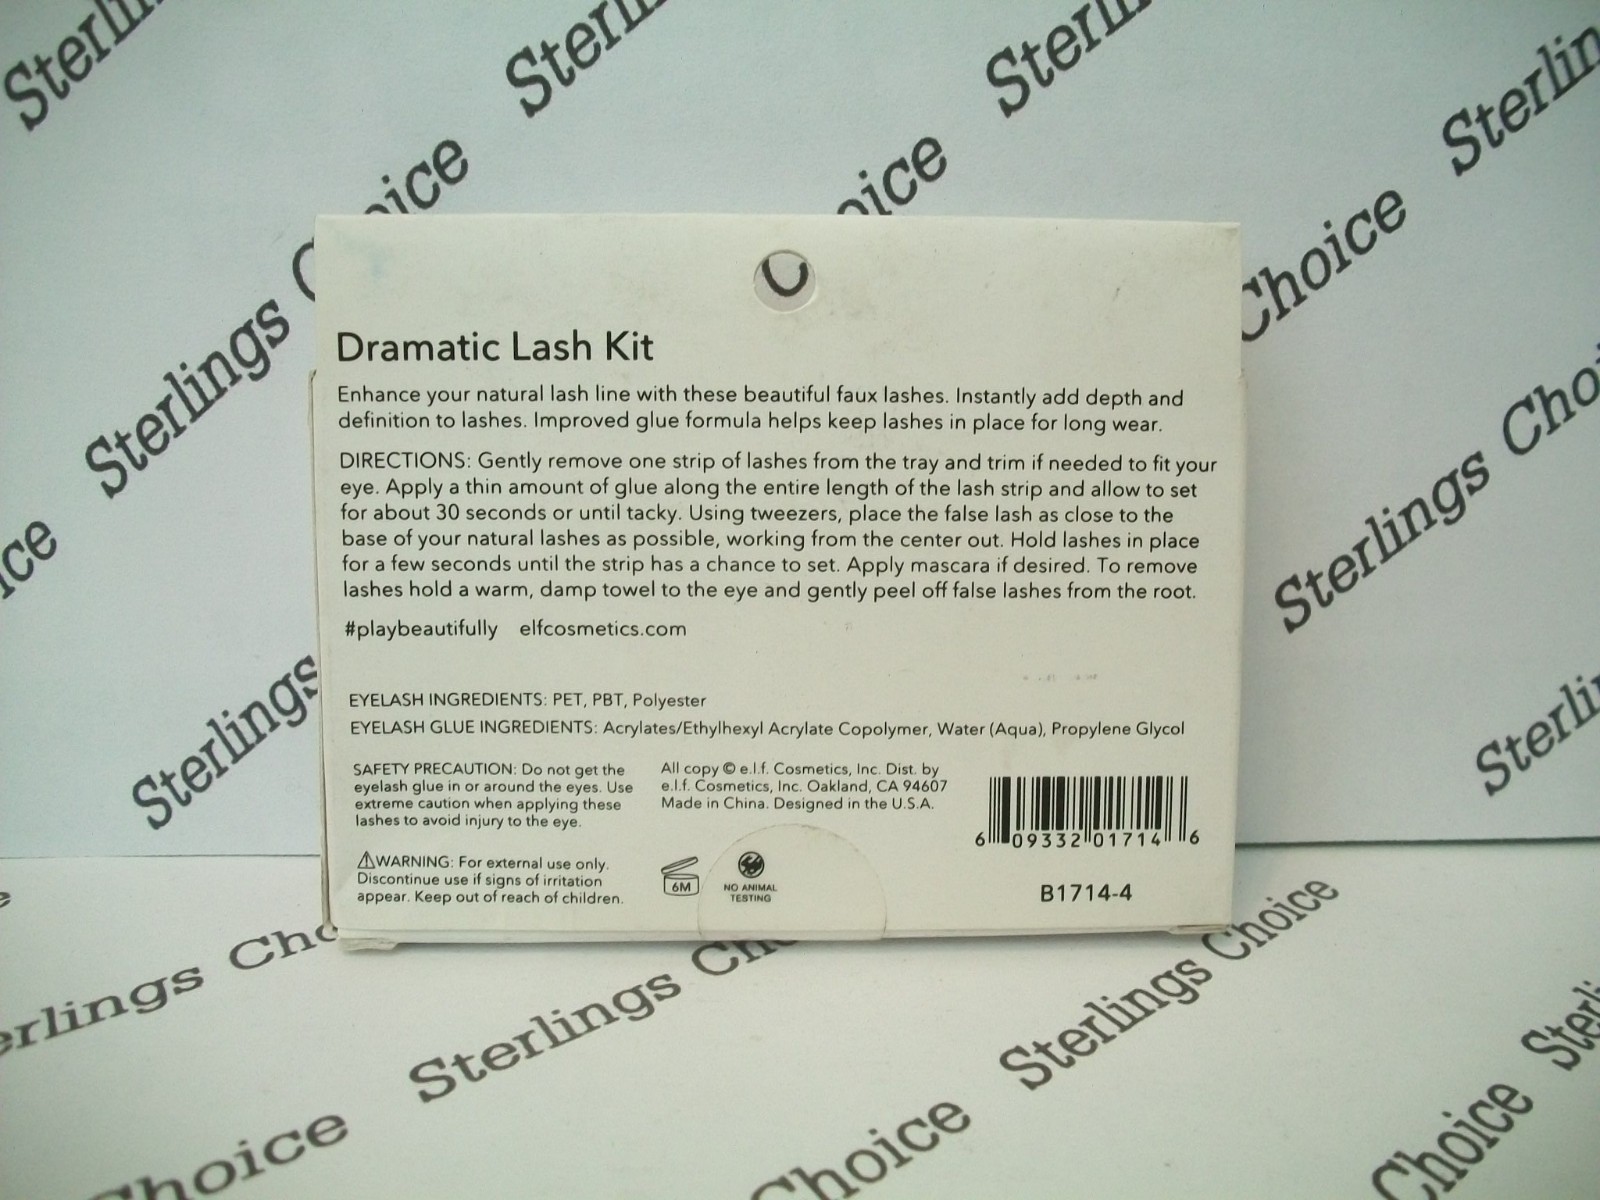 Sterlings
Sterlings
Sterlings
Sterlings
Choice
Sterlings Choice
Sterlings Choice
Dramatic Lash Kit
Enhance your natural lash line with these beautiful faux lashes. Instantly add depth and
definition to lashes. Improved glue formula helps keep lashes in place for long wear.
DIRECTIONS: Gently remove one strip of lashes from the tray and trim if needed to fit your
eye. Apply a thin amount of glue along the entire length of the lash strip and allow to set
for about 30 seconds or until tacky. Using tweezers, place the false lash as close to the
base of your natural lashes as possible, working from the center out. Hold lashes in place
for a few seconds until the strip has a chance to set. Apply mascara if desired. To remove
lashes hold a warm, damp towel to the eye and gently peel off false lashes from the root.
#playbeautifully elfcosmetics.com
EYELASH INGREDIENTS: PET, PBT, Polyester
EYELASH GLUE INGREDIENTS: Acrylates/Ethylhexyl Acrylate Copolymer, Water (Aqua), Propylene Glycol
SAFETY PRECAUTION: Do not get the
eyelash glue in or around the eyes. Use
extreme caution when applying these
lashes to avoid injury to the eye.
All copy © e.l.f. Cosmetics, Inc. Dist. by
e.l.f. Cosmetics, Inc. Oakland, CA 94607
Made in China. Designed in the U.S.A.
6 09332 01714 6
⚠WARNING: For external use only.
Discontinue use if signs of irritation
appear. Keep out of reach of children.
6M
NO ANIMAL
TESTING
B1714-4
Sterlings
Sterlings Choice
Sterlings Choice
Sterlings Choice
Choice
Choice
Choice